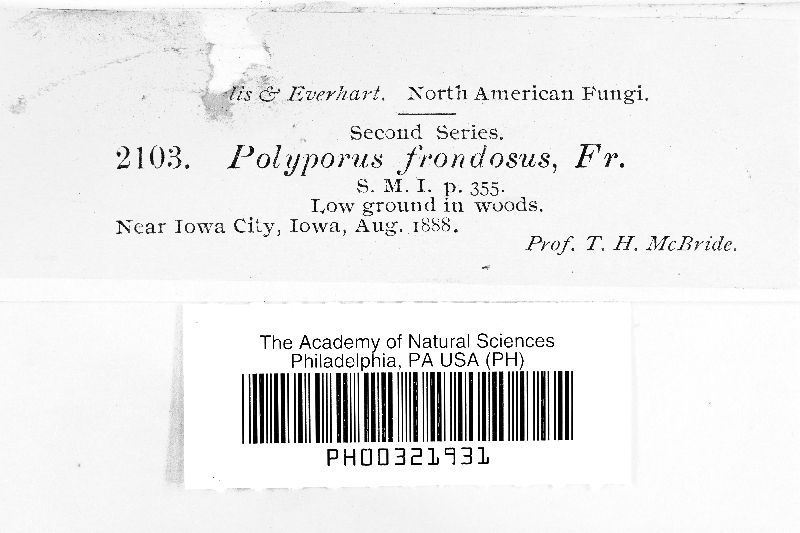 lis & Everhart. North American Fungi.
Second Series.
2103. Polyporus frondosus, Fr.
S. M. I. p. 355.
Low ground in woods.
Near Iowa City, Iowa, Aug. 1888.
Prof. T. H. McBride.
The Academy of Natural Sciences
Philadelphia, PA USA (PH)
PH00321931